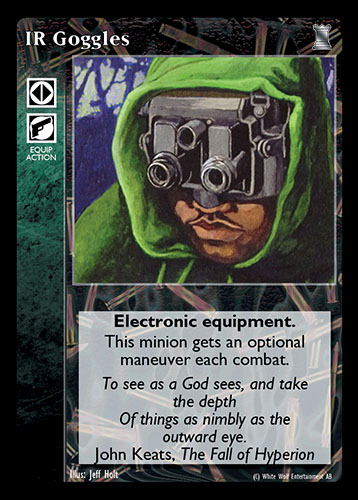 IR Goggles
EQUIP
ACTION
Electronic equipment.
This minion gets an optional
maneuver each combat.
To see as a God sees, and take
the depth
Of things as nimbly as the
outward eye.
John Keats, The Fall of Hyperion
Illus: Jeff Holt
(C) White Wolf Entertainment AB